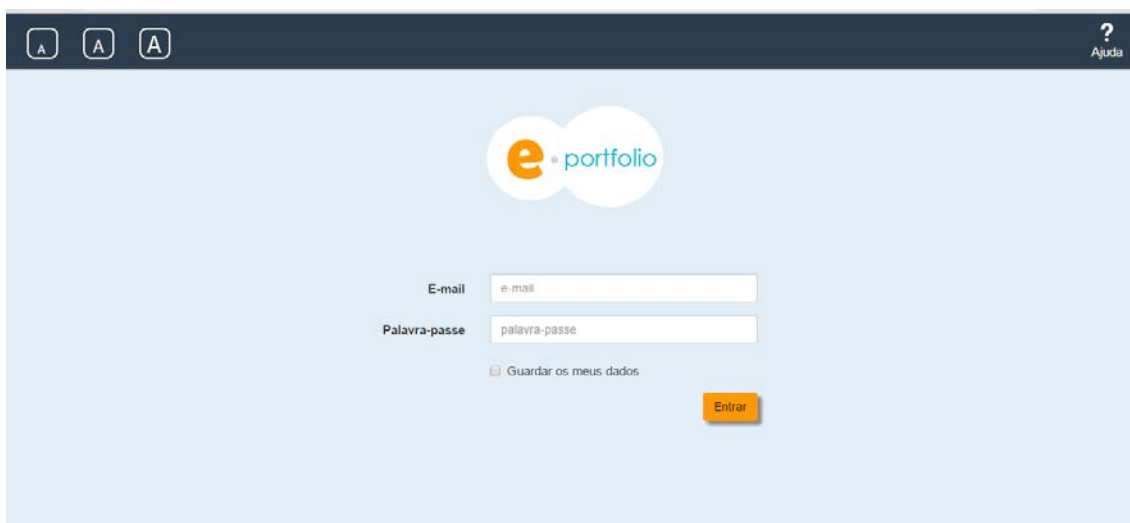 A A A
?
Ajuda
e-portfolio
E-mail
e-mail
Palavra-passe
palavra-passe
Guardar os meus dados
Entrar